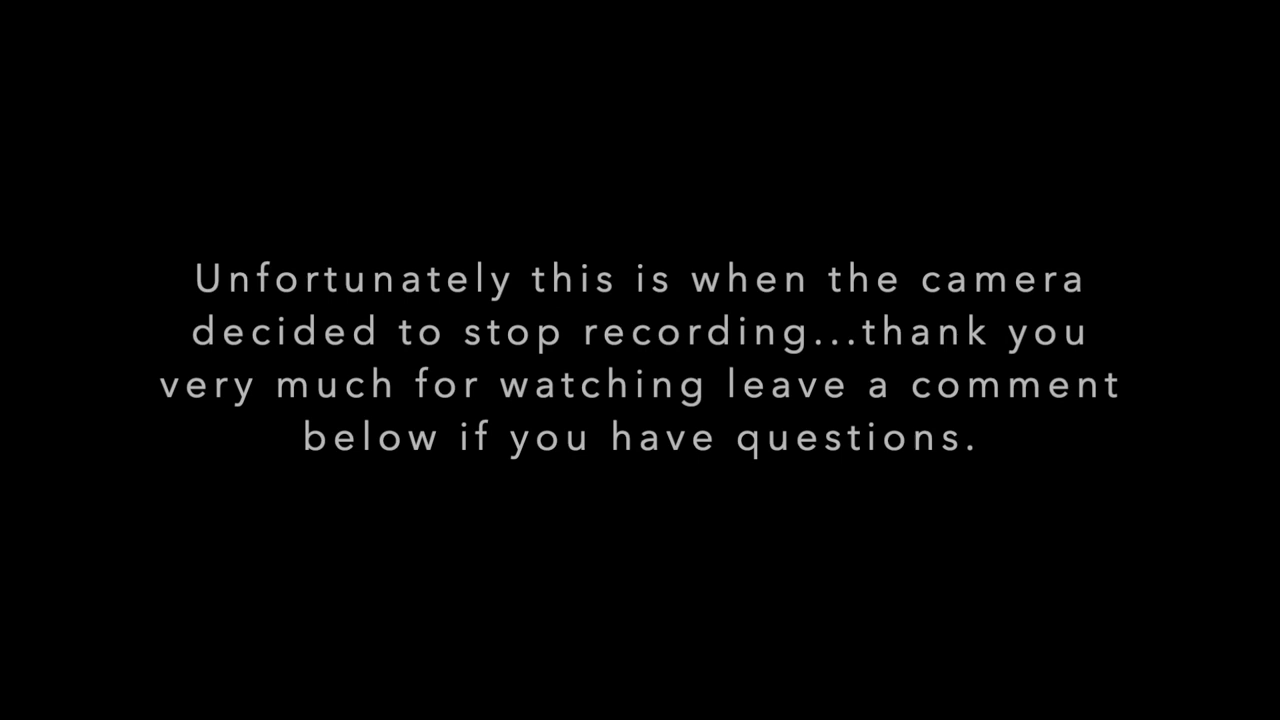 Unfortunately this is when the camera
decided to stop recording...thank you
very much for watching leave a comment
below if you have questions.